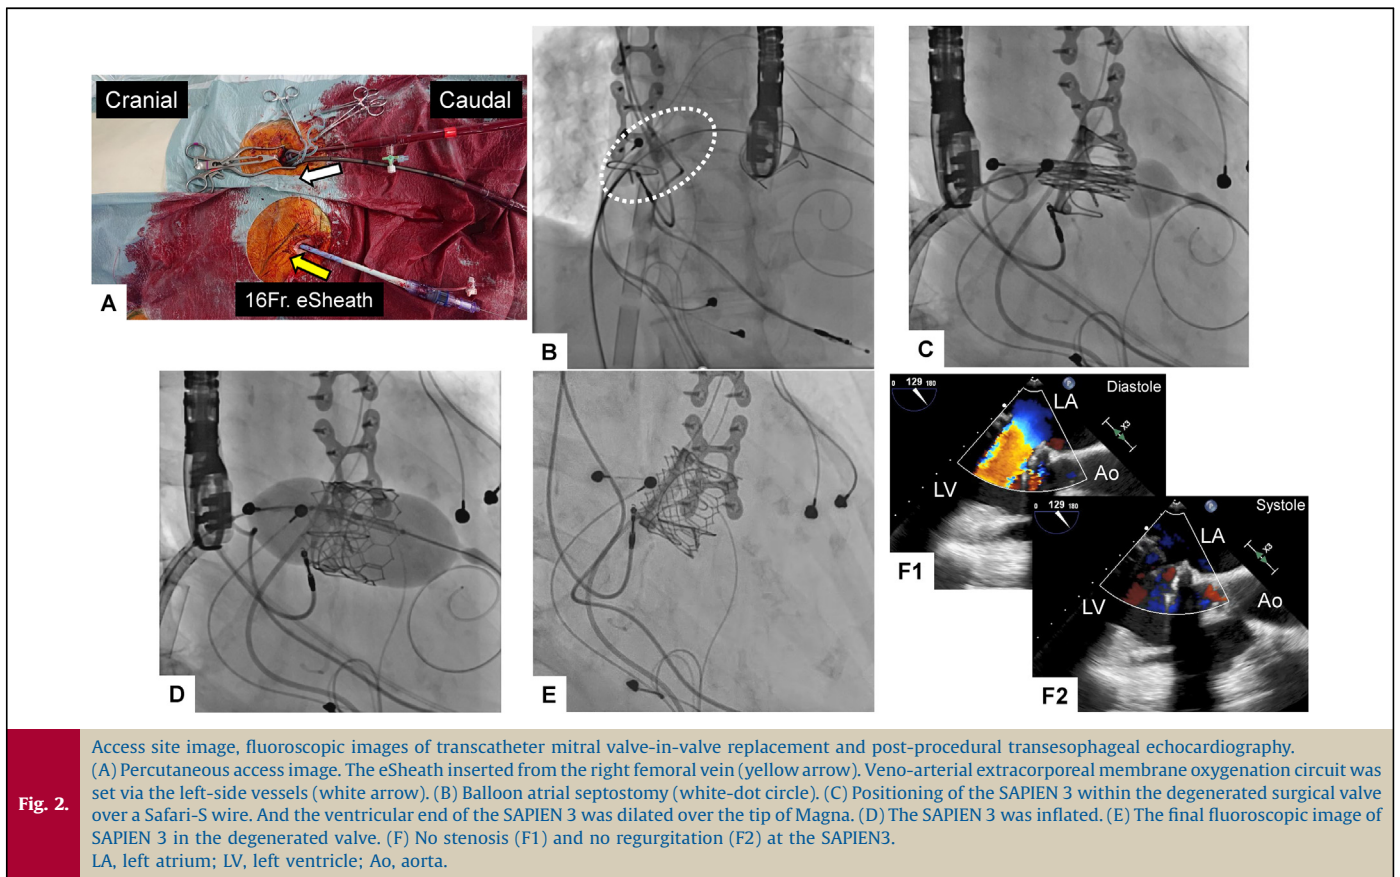 Cranial
Caudal
16Fr. eSheath
A
B
C
D
E
0 129 180
Diastole
LA
X3
LV
Ao
F1
0 129 180
Systole
LA
X3
LV
Ao
F2
Fig. 2.
Access site image, fluoroscopic images of transcatheter mitral valve-in-valve replacement and post-procedural transesophageal echocardiography.
(A) Percutaneous access image. The eSheath inserted from the right femoral vein (yellow arrow). Veno-arterial extracorporeal membrane oxygenation circuit was
set via the left-side vessels (white arrow). (B) Balloon atrial septostomy (white-dot circle). (C) Positioning of the SAPIEN 3 within the degenerated surgical valve
over a Safari-S wire. And the ventricular end of the SAPIEN 3 was dilated over the tip of Magna. (D) The SAPIEN 3 was inflated. (E) The final fluoroscopic image of
SAPIEN 3 in the degenerated valve. (F) No stenosis (F1) and no regurgitation (F2) at the SAPIEN3.
LA, left atrium; LV, left ventricle; Ao, aorta.